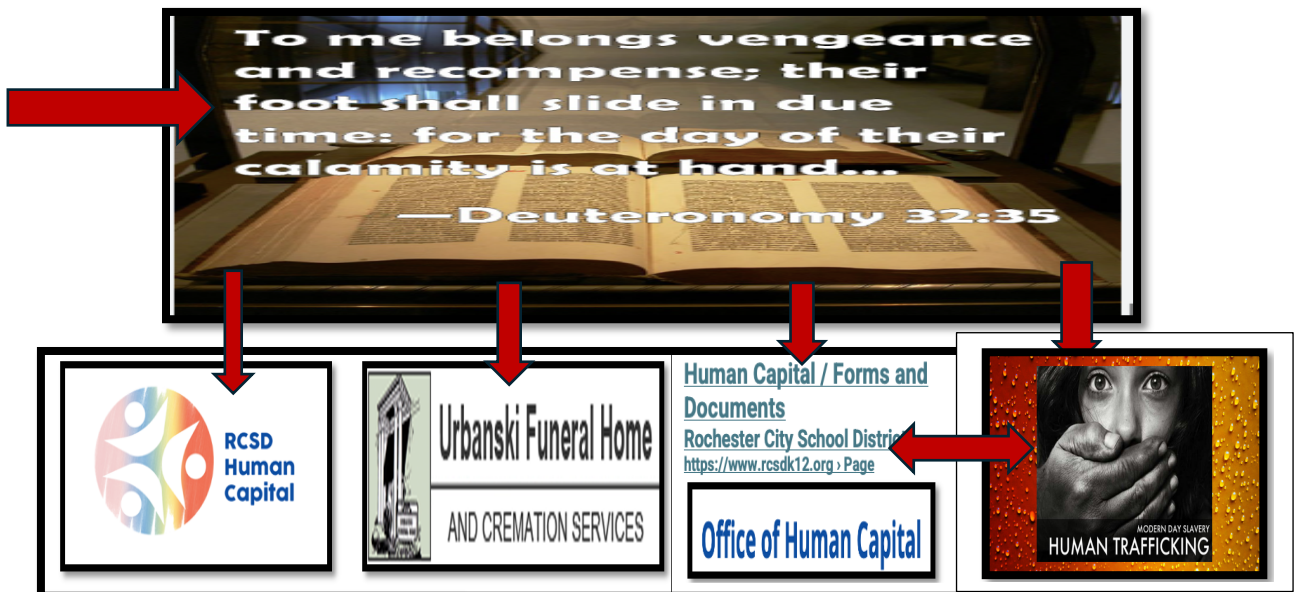 To me belongs vengeance
and recompense; their
foot shall slide in due
time: for the day of their
calamity is at hand...
—Deuteronomy 32:35
RCSD
Human
Capital
Urbanski Funeral Home
AND CREMATION SERVICES
Human Capital / Forms and
Documents
Rochester City School District
https://www.rcsdk12.org › Page
Office of Human Capital
MODERN DAY SLAVERY
HUMAN TRAFFICKING